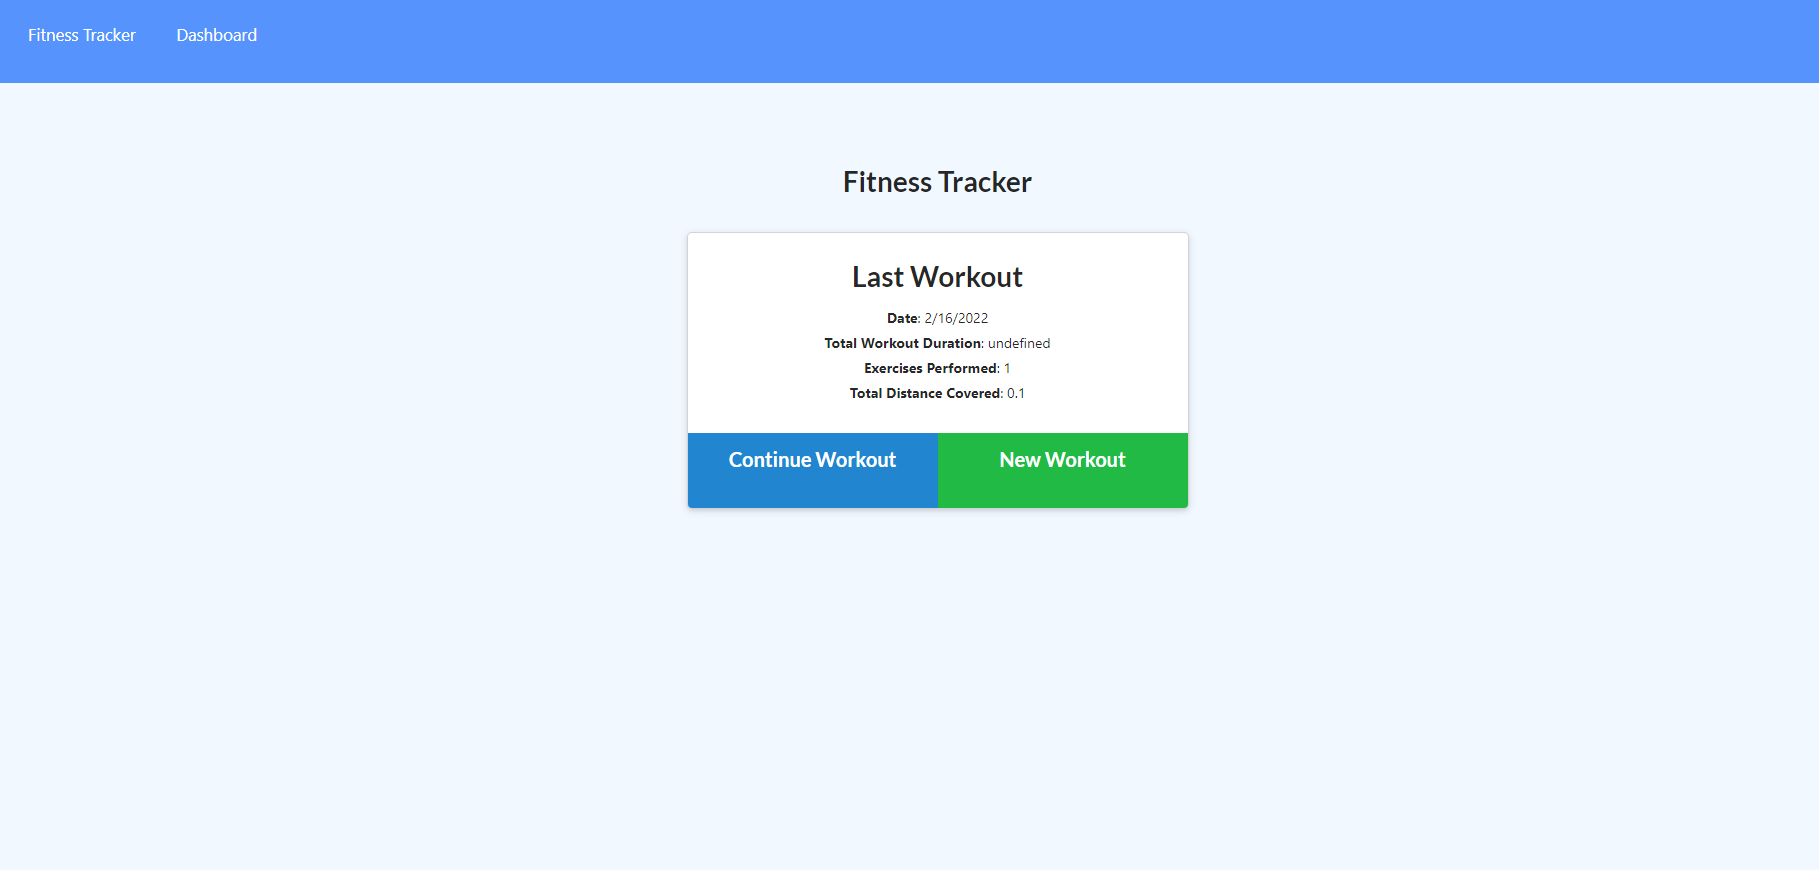 Fitness Tracker Dashboard
Fitness Tracker
Last Workout
Date: 2/16/2022
Total Workout Duration: undefined
Exercises Performed: 1
Total Distance Covered: 0.1
Continue Workout New Workout